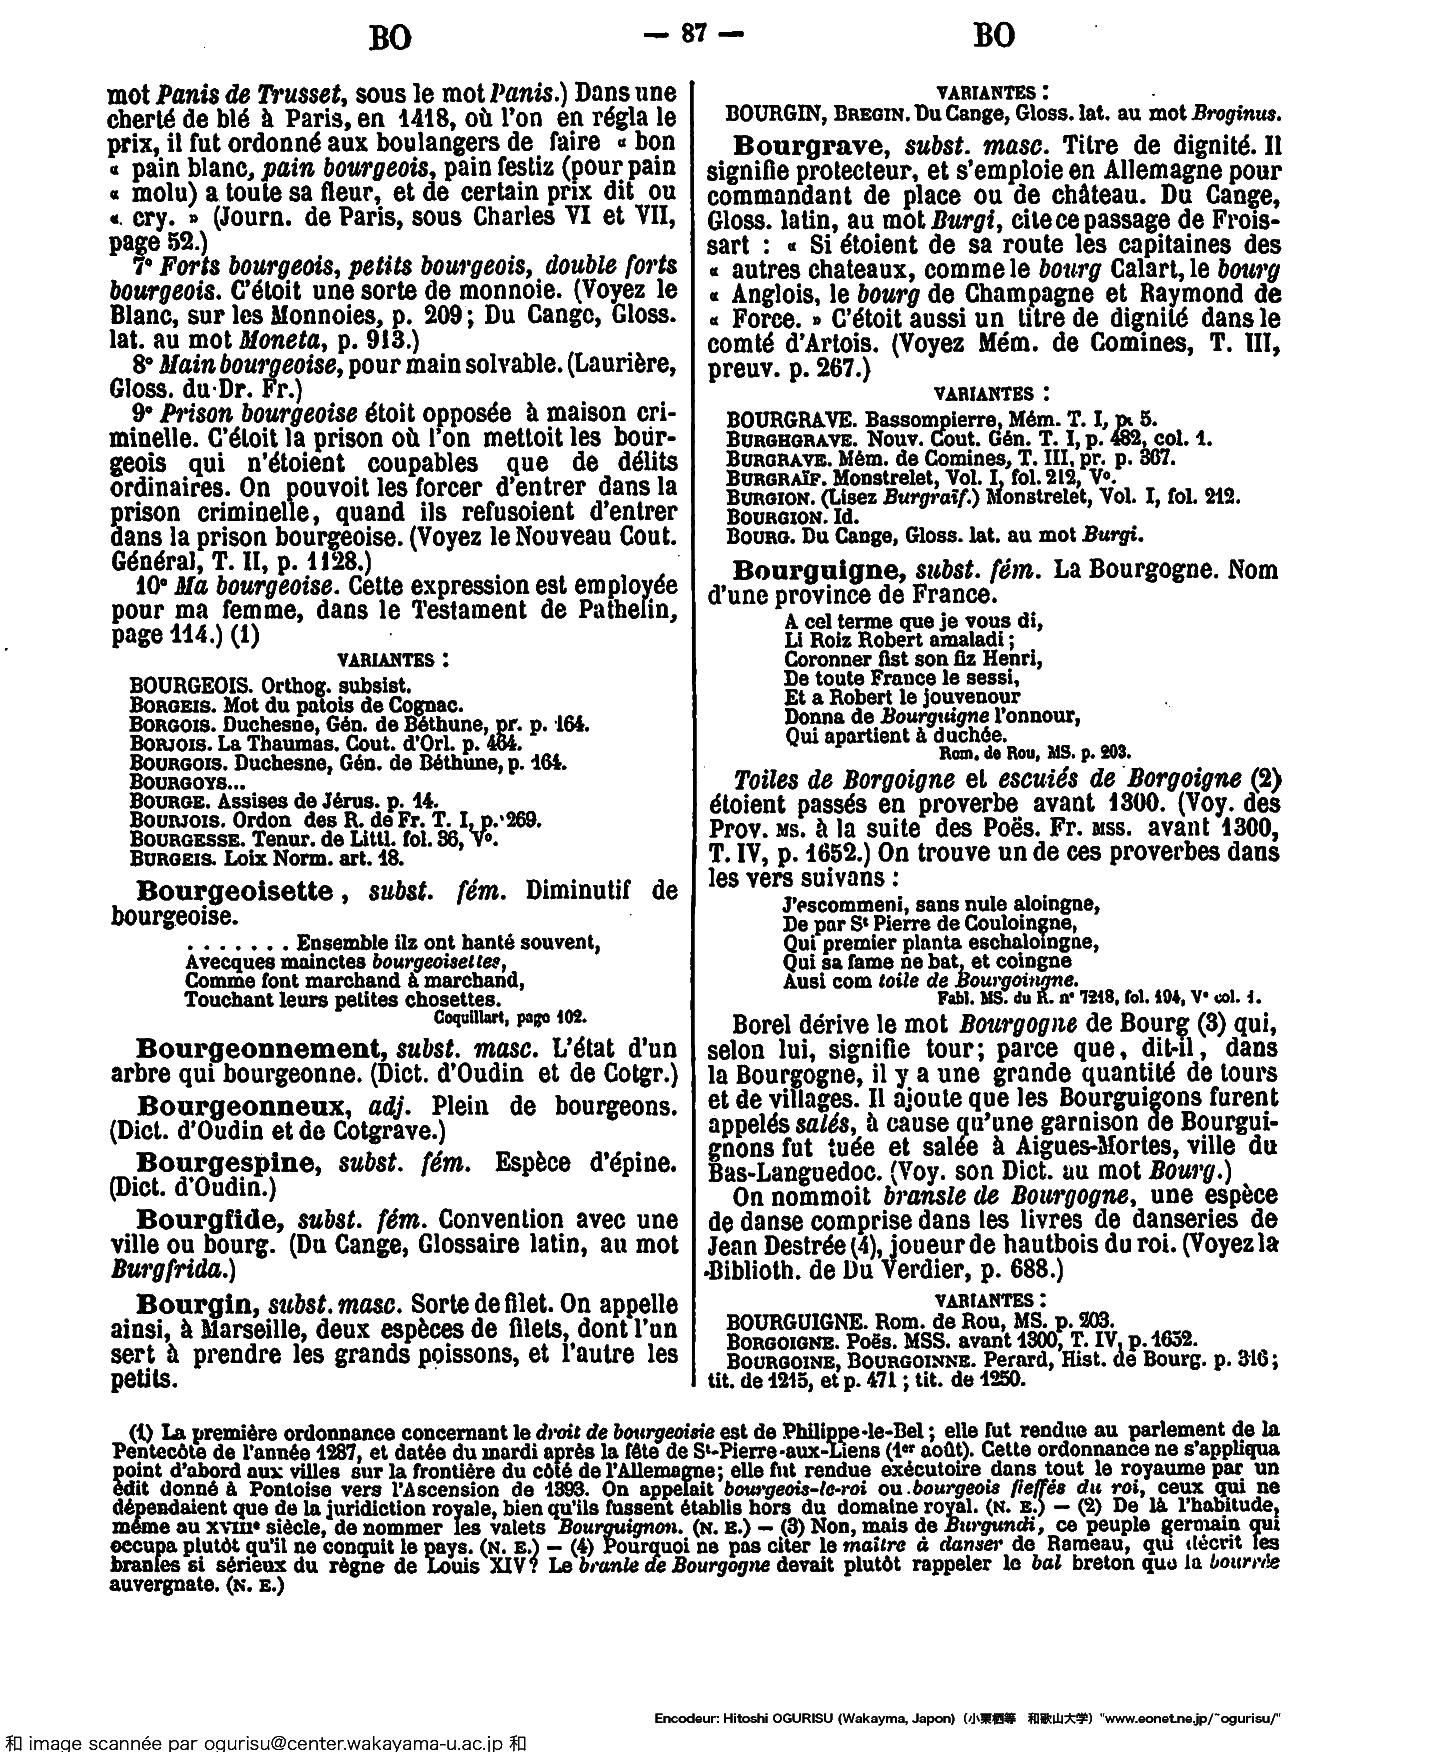 BO — 87 — BO
mot Panis de Trusset, sous le mot Panis.) Dans une
cherté de blé à Paris, en 1418, où l'on en régla le
prix, il fut ordonné aux boulangers de faire « bon
« pain blanc, pain bourgeois, pain festiz (pour pain
« molu) a toute sa fleur, et de certain prix dit ou
« cry. » (Journ. de Paris, sous Charles VI et VII,
page 52.)
7° Forts bourgeois, petits bourgeois, double forts
bourgeois. C'étoit une sorte de monnoie. (Voyez le
Blanc, sur les Monnoies, p. 209; Du Cange, Gloss.
lat. au mot Moneta, p. 913.)
8° Main bourgeoise, pour main solvable. (Laurière,
Gloss. du Dr. Fr.)
9° Prison bourgeoise étoit opposée à maison cri-
minelle. C'étoit la prison où l'on mettoit les bour-
geois qui n'étoient coupables que de délits
ordinaires. On pouvoit les forcer d'entrer dans la
prison criminelle, quand ils refusoient d'entrer
dans la prison bourgeoise. (Voyez le Nouveau Cout.
Général, T. II, p. 1128.)
10° Ma bourgeoise. Cette expression est employée
pour ma femme, dans le Testament de Pathelin,
page 114.) (1)
VARIANTES :
BOURGEOIS. Orthog. subsist.
BORGEIS. Mot du patois de Cognac.
BORGOIS. Duchesne, Gén. de Béthune, pr. p. 164.
BORJOIS. La Thaumas. Cout. d'Orl. p. 464.
BOURGOIS. Duchesne, Gén. de Béthune, p. 164.
BOURGOYS...
BOURGE. Assises de Jérus. p. 14.
BOURJOIS. Ordon des R. de Fr. T. I, p. 269.
BOURGESSE. Tenur. de Littl. fol. 36, V°.
BURGEIS. Loix Norm. art. 18.
Bourgeoisette, subst. fém. Diminutif de
bourgeoise.
. . . . . . . Ensemble ilz ont hanté souvent,
Avecques mainctes bourgeoisettes,
Comme font marchand à marchand,
Touchant leurs petites chosettes.
Coquillart, page 102.
Bourgeonnement, subst. masc. L'état d'un
arbre qui bourgeonne. (Dict. d'Oudin et de Cotgr.)
Bourgeonneux, adj. Plein de bourgeons.
(Dict. d'Oudin et de Cotgrave.)
Bourgespine, subst. fém. Espèce d'épine.
(Dict. d'Oudin.)
Bourgfide, subst. fém. Convention avec une
ville ou bourg. (Du Cange, Glossaire latin, au mot
Burgfrida.)
Bourgin, subst. masc. Sorte de filet. On appelle
ainsi, à Marseille, deux espèces de filets, dont l'un
sert à prendre les grands poissons, et l'autre les
petits.
VARIANTES :
BOURGIN, BREGIN. Du Cange, Gloss. lat. au mot Broginus.
Bourgrave, subst. masc. Titre de dignité. Il
signifie protecteur, et s'emploie en Allemagne pour
commandant de place ou de château. Du Cange,
Gloss. latin, au mot Burgi, cite ce passage de Frois-
sart : « Si étoient de sa route les capitaines des
« autres chateaux, comme le bourg Calart, le bourg
« Anglois, le bourg de Champagne et Raymond de
« Force. » C'étoit aussi un titre de dignité dans le
comté d'Artois. (Voyez Mém. de Comines, T. III,
preuv. p. 267.)
VARIANTES :
BOURGRAVE. Bassompierre, Mém. T. I, p. 5.
BURGHGRAVE. Nouv. Cout. Gén. T. I, p. 482, col. 1.
BURGRAVE. Mém. de Comines, T. III, pr. p. 367.
BURGRAÏF. Monstrelet, Vol. I, fol. 212, V°.
BURGION. (Lisez Burgraïf.) Monstrelet, Vol. I, fol. 212.
BOURGION. Id.
BOURG. Du Cange, Gloss. lat. au mot Burgi.
Bourguigne, subst. fém. La Bourgogne. Nom
d'une province de France.
A cel terme que je vous di,
Li Roiz Robert amaladi ;
Coronner fist son fiz Henri,
De toute France le sessi,
Et a Robert le jouvenour
Donna de Bourguigne l'onnour,
Qui apartient à duchée.
Rom. de Rou, MS. p. 203.
Toiles de Borgoigne et escuiés de Borgoigne (2)
étoient passés en proverbe avant 1300. (Voy. des
Prov. MS. à la suite des Poës. Fr. MSS. avant 1300,
T. IV, p. 1652.) On trouve un de ces proverbes dans
les vers suivans :
J'escommeni, sans nule aloingne,
De par St Pierre de Couloingne,
Qui premier planta eschaloingne,
Qui sa fame ne bat, et coingne
Ausi com toile de Bourgoingne.
Fabl. MS. du R. n° 7218, fol. 194, V° col. 1.
Borel dérive le mot Bourgogne de Bourg (3) qui,
selon lui, signifie tour; parce que, dit-il, dans
la Bourgogne, il y a une grande quantité de tours
et de villages. Il ajoute que les Bourguigons furent
appelés salés, à cause qu'une garnison de Bourgui-
gnons fut tuée et salée à Aigues-Mortes, ville du
Bas-Languedoc. (Voy. son Dict. au mot Bourg.)
On nommoit bransle de Bourgogne, une espèce
de danse comprise dans les livres de danseries de
Jean Destrée (4), joueur de hautbois du roi. (Voyez la
Biblioth. de Du Verdier, p. 688.)
VARIANTES :
BOURGUIGNE. Rom. de Rou, MS. p. 203.
BORGOIGNE. Poës. MSS. avant 1300, T. IV, p. 1652.
BOURGOINE, BOURGOINNE. Perard, Hist. de Bourg. p. 316 ;
tit. de 1215, et p. 471 ; tit. de 1250.
(1) La première ordonnance concernant le droit de bourgeoisie est de Philippe-le-Bel ; elle fut rendue au parlement de la
Pentecôte de l'année 1287, et datée du mardi après la fête de St-Pierre-aux-Liens (1er août). Cette ordonnance ne s'appliqua
point d'abord aux villes sur la frontière du côté de l'Allemagne ; elle fut rendue exécutoire dans tout le royaume par un
édit donné à Pontoise vers l'Ascension de 1393. On appelait bourgeois-le-roi ou bourgeois fieffés du roi, ceux qui ne
dépendaient que de la juridiction royale, bien qu'ils fussent établis hors du domaine royal. (N. E.) — (2) De là l'habitude,
même au XVIIIe siècle, de nommer les valets Bourguignon. (N. E.) — (3) Non, mais de Burgundi, ce peuple germain qui
occupa plutôt qu'il ne conquit le pays. (N. E.) — (4) Pourquoi ne pas citer le maître à danser de Rameau, qui décrit les
branles si sérieux du règne de Louis XIV? Le branle de Bourgogne devait plutôt rappeler le bal breton que la bourrée
auvergnate. (N. E.)
Encodeur: Hitoshi OGURISU (Wakayma, Japon) (小栗栖等 和歌山大学) "www.eonet.ne.jp/~ogurisu/"
和 image scannée par ogurisu@center.wakayama-u.ac.jp 和